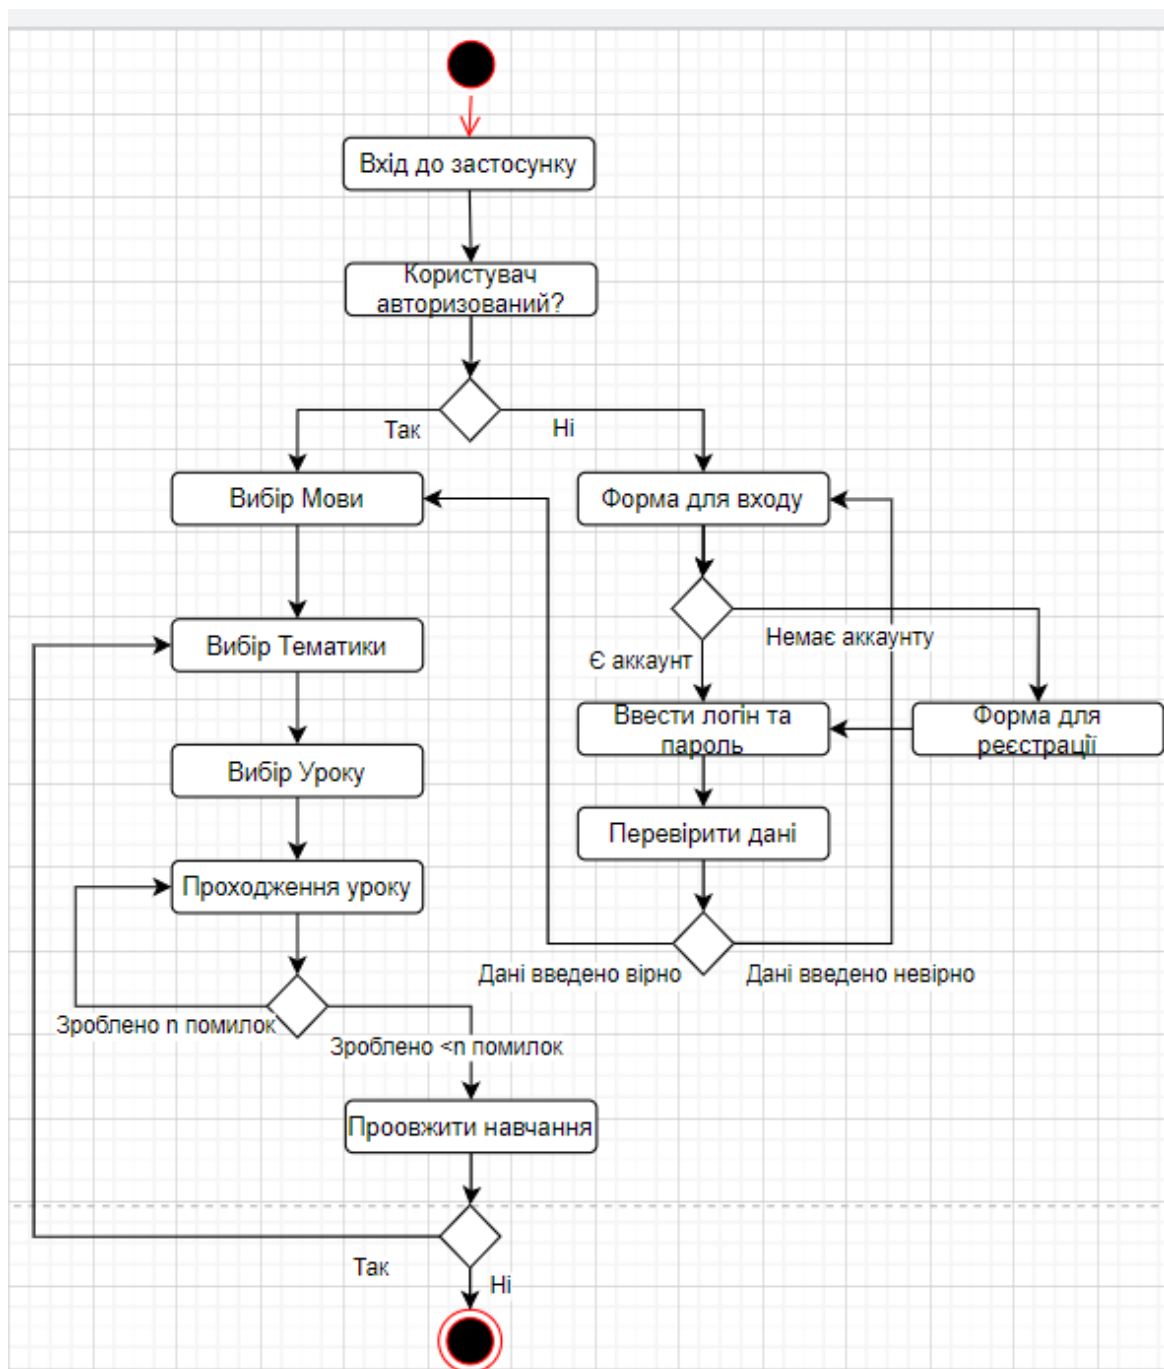 Вхід до застосунку
Користувач
авторизований?
Так
Ні
Вибір Мови
Форма для входу
Немає аккаунту
Є аккаунт
Вибір Тематики
Ввести логін та
пароль
Форма для
реєстрації
Вибір Уроку
Перевірити дані
Проходження уроку
Дані введено вірно
Дані введено невірно
Зроблено n помилок
Зроблено <n помилок
Проовжити навчання
Так
Ні